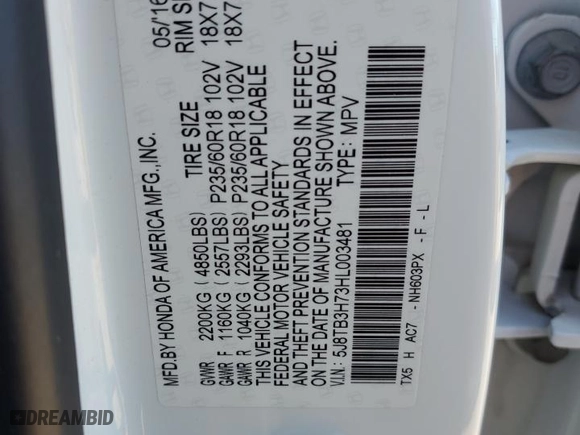 MFD.BY HONDA OF AMERICA MFG.,INC. 05/'16
TIRE SIZE RIM SI
GVWR 2200KG ( 4850LBS)
GAWR F 1160KG ( 2557LBS) P235/60R18 102V 18X7
GAWR R 1040KG ( 2293LBS) P235/60R18 102V 18X7
THIS VEHICLE CONFORMS TO ALL APPLICABLE
FEDERAL MOTOR VEHICLE SAFETY
AND THEFT PREVENTION STANDARDS IN EFFECT
ON THE DATE OF MANUFACTURE SHOWN ABOVE.
V.I.N.: 5J8TB3H73HL003481 TYPE: MPV
TX5 H AC7 - NH603PX - F - L
DREAMBID